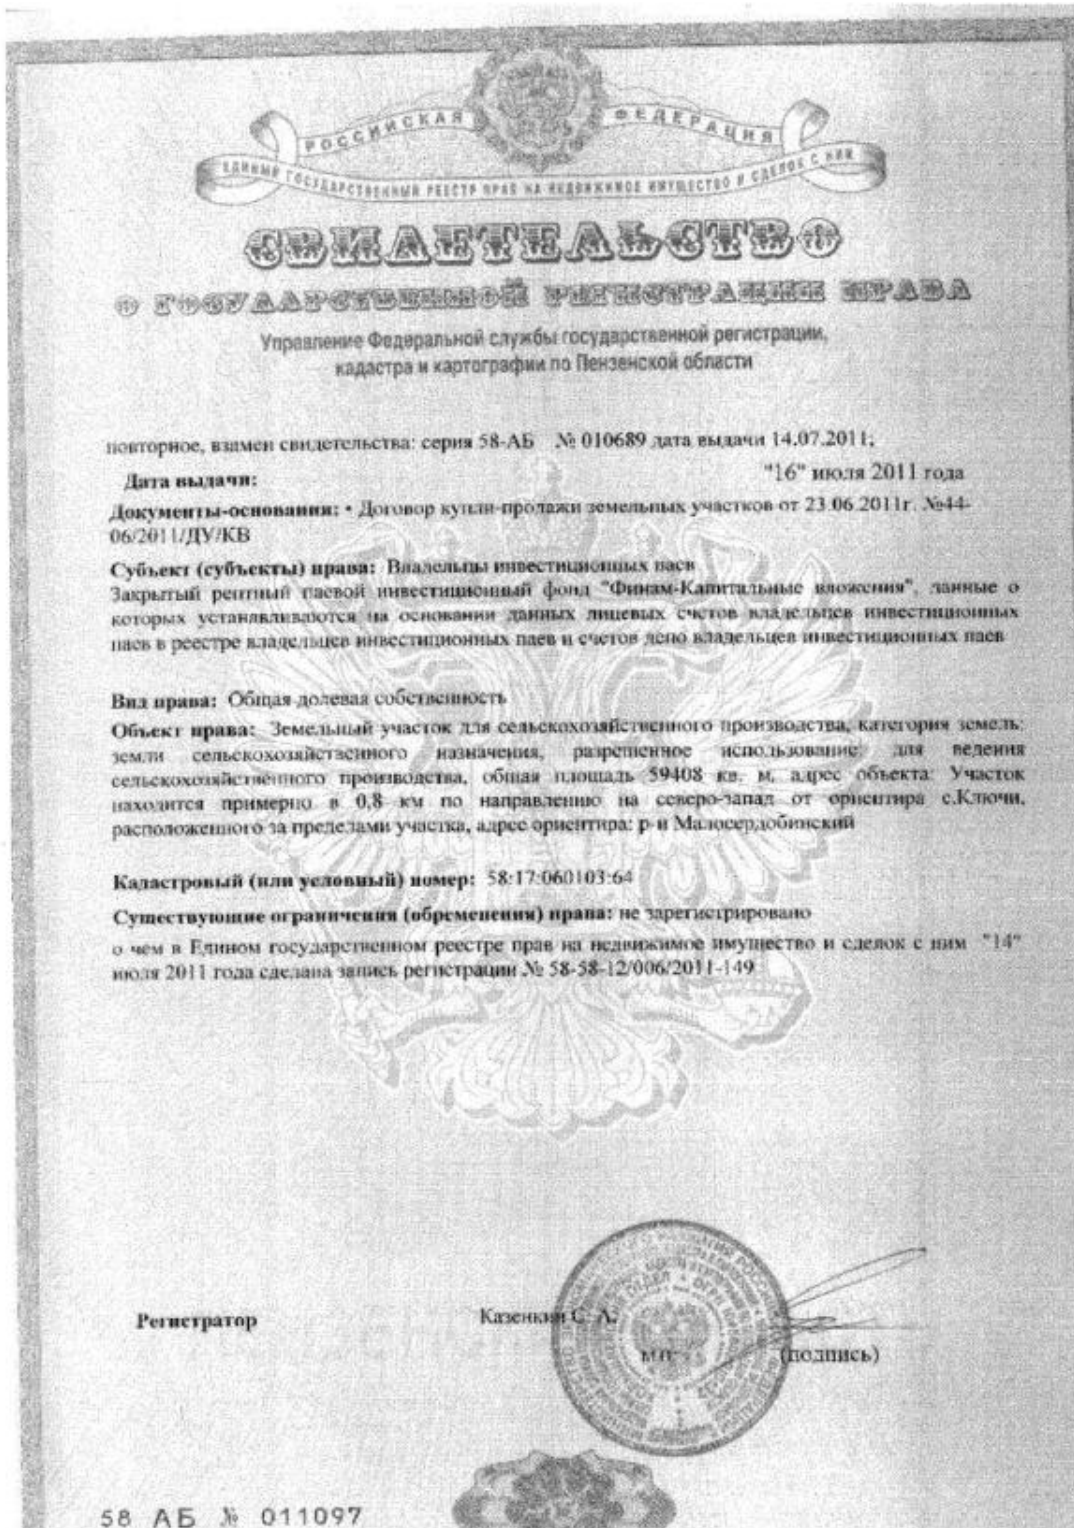 РОССИЙСКАЯ ФЕДЕРАЦИЯ
ЕДИНЫЙ ГОСУДАРСТВЕННЫЙ РЕЕСТР ПРАВ НА НЕДВИЖИМОЕ ИМУЩЕСТВО И СДЕЛОК С НИМ
СВИДЕТЕЛЬСТВО
О ГОСУДАРСТВЕННОЙ РЕГИСТРАЦИИ ПРАВА
Управление Федеральной службы государственной регистрации,
кадастра и картографии по Пензенской области
повторное, взамен свидетельства: серия 58-АБ № 010689 дата выдачи 14.07.2011;
Дата выдачи: "16" июля 2011 года
Документы-основания: • Договор купли-продажи земельных участков от 23.06.2011г. №44-
06/2011/ДУ/КВ
Субъект (субъекты) права: Владельцы инвестиционных паев
Закрытый рентный паевой инвестиционный фонд "Финам-Капитальные вложения", данные о
которых устанавливаются на основании данных лицевых счетов владельцев инвестиционных
паев в реестре владельцев инвестиционных паев и счетов депо владельцев инвестиционных паев
Вид права: Общая долевая собственность
Объект права: Земельный участок для сельскохозяйственного производства, категория земель:
земли сельскохозяйственного назначения, разрешенное использование: для ведения
сельскохозяйственного производства, общая площадь 59408 кв. м, адрес объекта: Участок
находится примерно в 0,8 км по направлению на северо-запад от ориентира с.Ключи,
расположенного за пределами участка, адрес ориентира: р-н Малосердобинский
Кадастровый (или условный) номер: 58:17:060103:64
Существующие ограничения (обременения) права: не зарегистрировано
о чем в Едином государственном реестре прав на недвижимое имущество и сделок с ним "14"
июля 2011 года сделана запись регистрации № 58-58-12/006/2011-149
Регистратор Казенкин С. А.
М.П. (подпись)
58 АБ № 011097